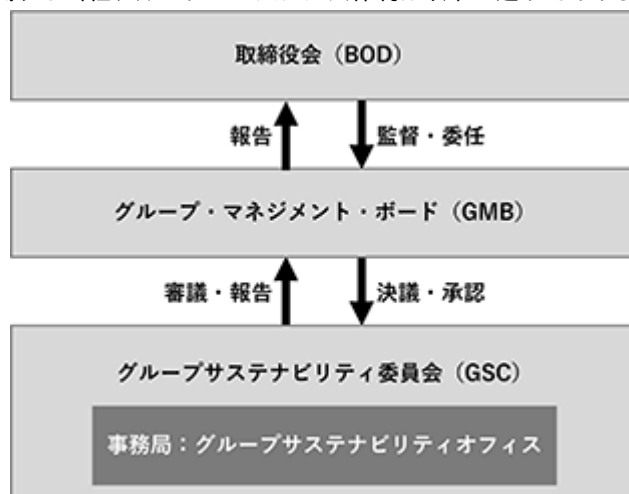 取締役会（BOD）
報告
監督・委任
グループ・マネジメント・ボード（GMB）
審議・報告
決議・承認
グループサステナビリティ委員会（GSC）
事務局：グループサステナビリティオフィス